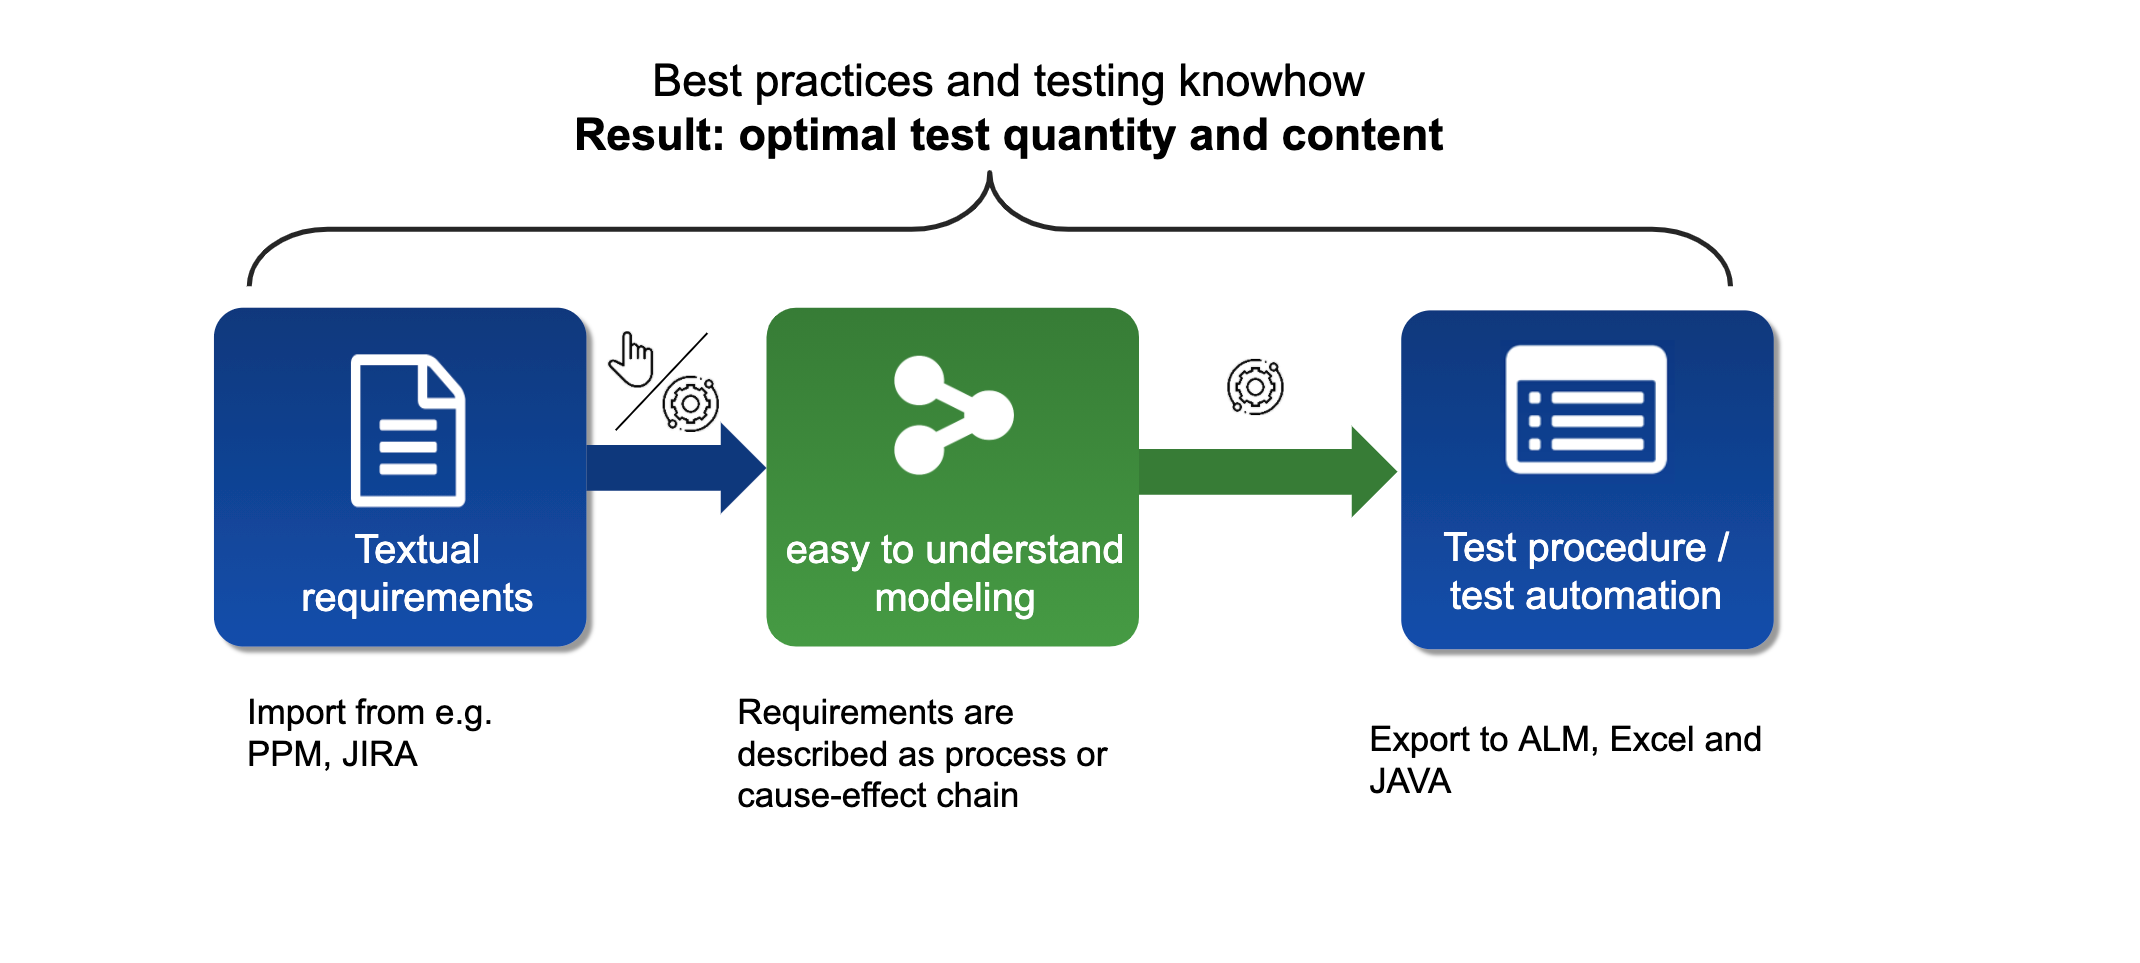 Best practices and testing knowhow
Result: optimal test quantity and content
Textual
requirements
easy to understand
modeling
Test procedure /
test automation
Import from e.g.
PPM, JIRA
Requirements are
described as process or
cause-effect chain
Export to ALM, Excel and
JAVA